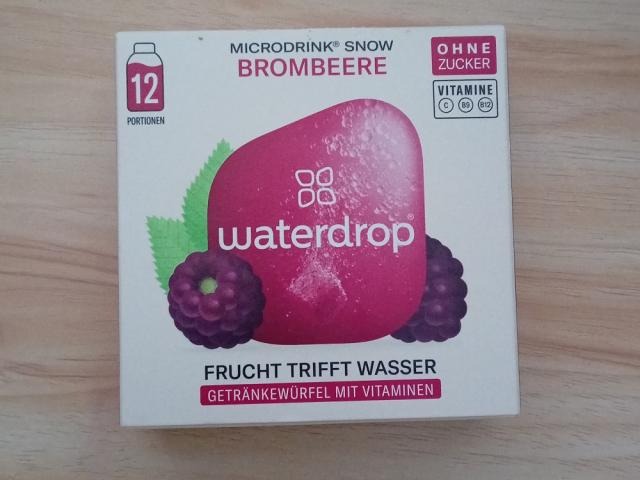 MICRODRINK® SNOW
BROMBEERE
OHNE
ZUCKER
12
PORTIONEN
VITAMINE
C B9 B12
waterdrop®
FRUCHT TRIFFT WASSER
GETRÄNKEWÜRFEL MIT VITAMINEN